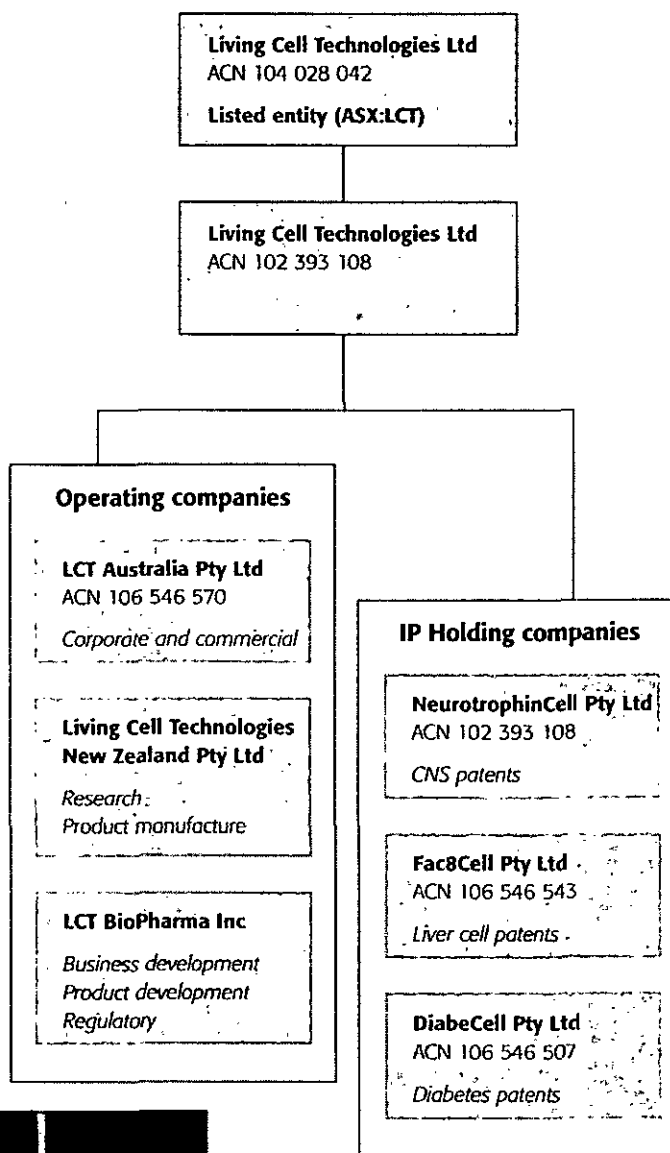 Living Cell Technologies Ltd
ACN 104 028 042
Listed entity (ASX:LCT)
Living Cell Technologies Ltd
ACN 102 393 108
Operating companies
LCT Australia Pty Ltd
ACN 106 546 570
Corporate and commercial
Living Cell Technologies
New Zealand Pty Ltd
Research
Product manufacture
LCT BioPharma Inc
Business development
Product development
Regulatory
IP Holding companies
NeurotrophinCell Pty Ltd
ACN 102 393 108
CNS patents
Fac8Cell Pty Ltd
ACN 106 546 543
Liver cell patents
DiabeCell Pty Ltd
ACN 106 546 507
Diabetes patents